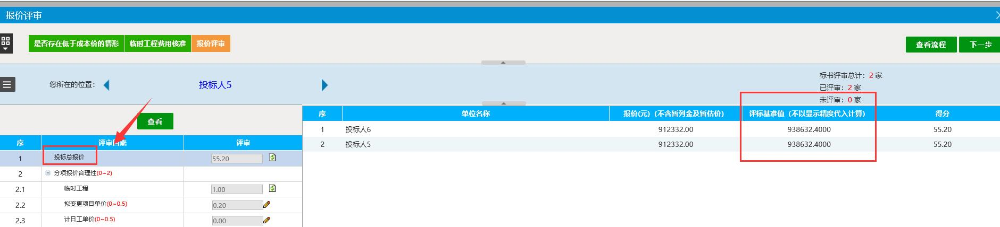 报价评审
是否存在低于成本价的情形 临时工程费用核准 报价评审
查看流程 下一步
您所在的位置： 投标人5
标书评审总计：2 家
已评审：2 家
未评审：0 家
查看
序 评审因素 评审
1 投标总报价 55.20
2 分项报价合理性(0~2)
2.1 临时工程 1.00
2.2 拟变更项目单价(0~0.5) 0.20
2.3 计日工单价(0~0.5) 0.00
序 单位名称 报价(元)（不含暂列金及暂估价) 评标基准值（不以显示精度代入计算) 得分
1 投标人6 912332.00 938632.4000 55.20
2 投标人5 912332.00 938632.4000 55.20